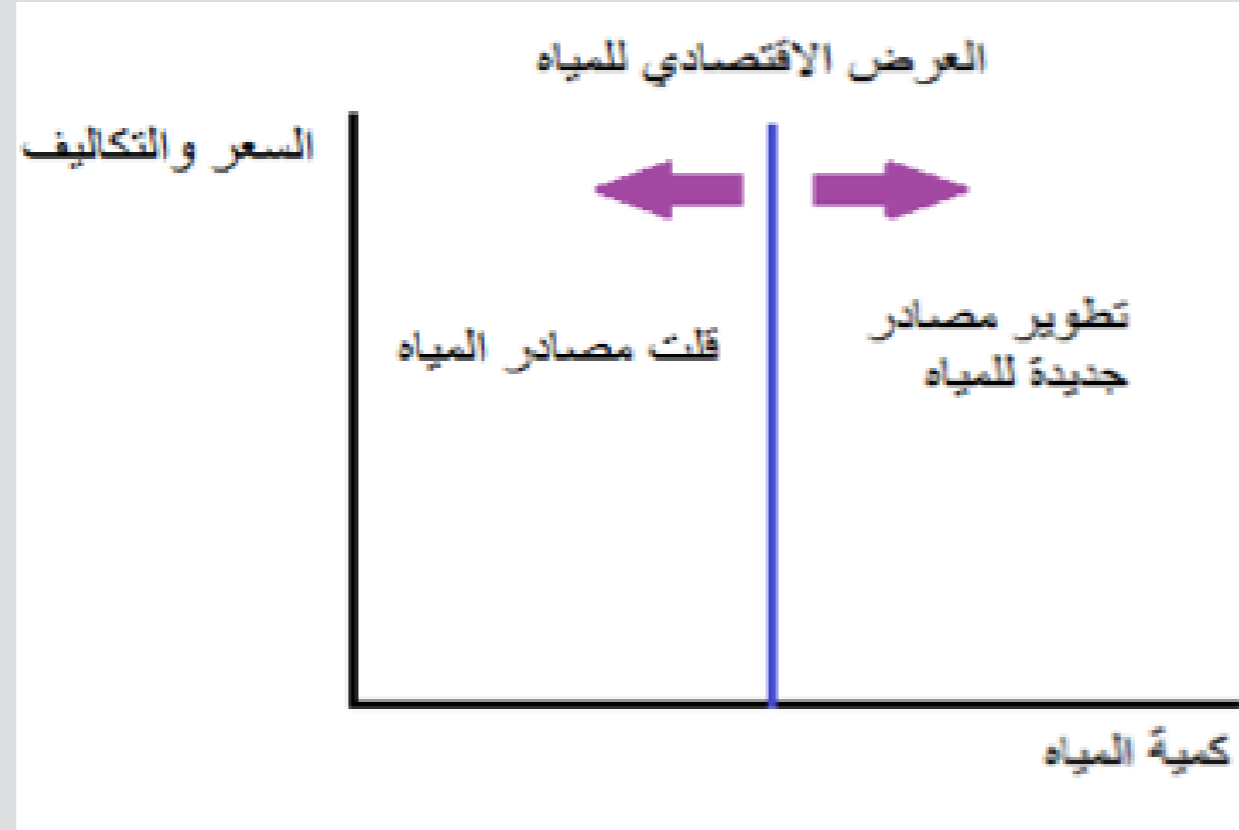 العرض الاقتصادي للمياه
السعر والتكاليف
تطوير مصادر
جديدة للمياه
قلت مصادر المياه
كمية المياه